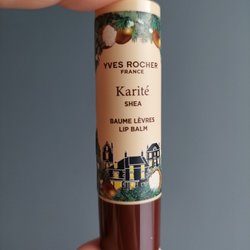 YVES ROCHER
FRANCE
Karité
SHEA
BAUME LÈVRES
LIP BALM